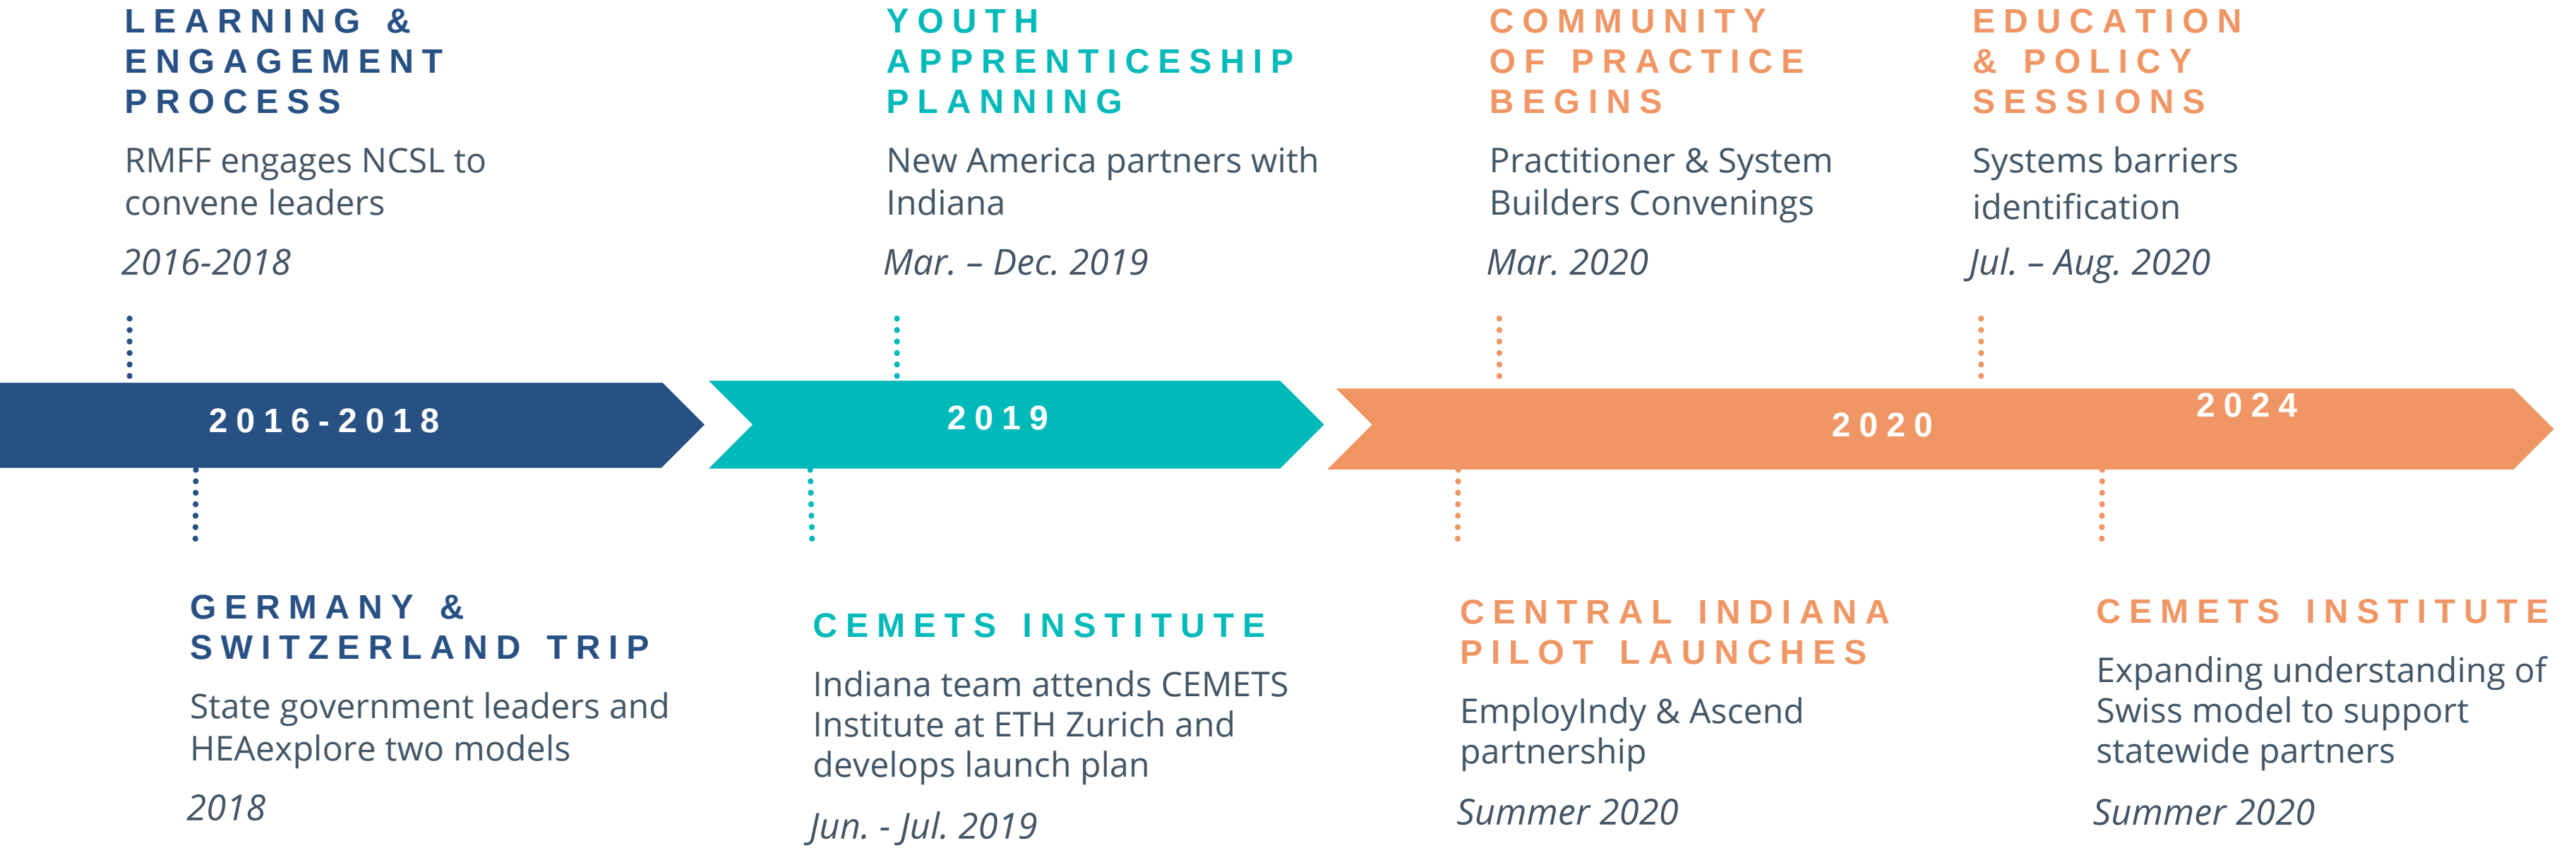 LEARNING &
ENGAGEMENT
PROCESS
RMFF engages NCSL to
convene leaders
2016-2018
YOUTH
APPRENTICESHIP
PLANNING
New America partners with
Indiana
Mar. – Dec. 2019
COMMUNITY
OF PRACTICE
BEGINS
Practitioner & System
Builders Convenings
Mar. 2020
EDUCATION
& POLICY
SESSIONS
Systems barriers
identification
Jul. – Aug. 2020
2016-2018
2019
2020
2024
GERMANY &
SWITZERLAND TRIP
State government leaders and
HEAexplore two models
2018
CEMETS INSTITUTE
Indiana team attends CEMETS
Institute at ETH Zurich and
develops launch plan
Jun. - Jul. 2019
CENTRAL INDIANA
PILOT LAUNCHES
EmployIndy & Ascend
partnership
Summer 2020
CEMETS INSTITUTE
Expanding understanding of
Swiss model to support
statewide partners
Summer 2020